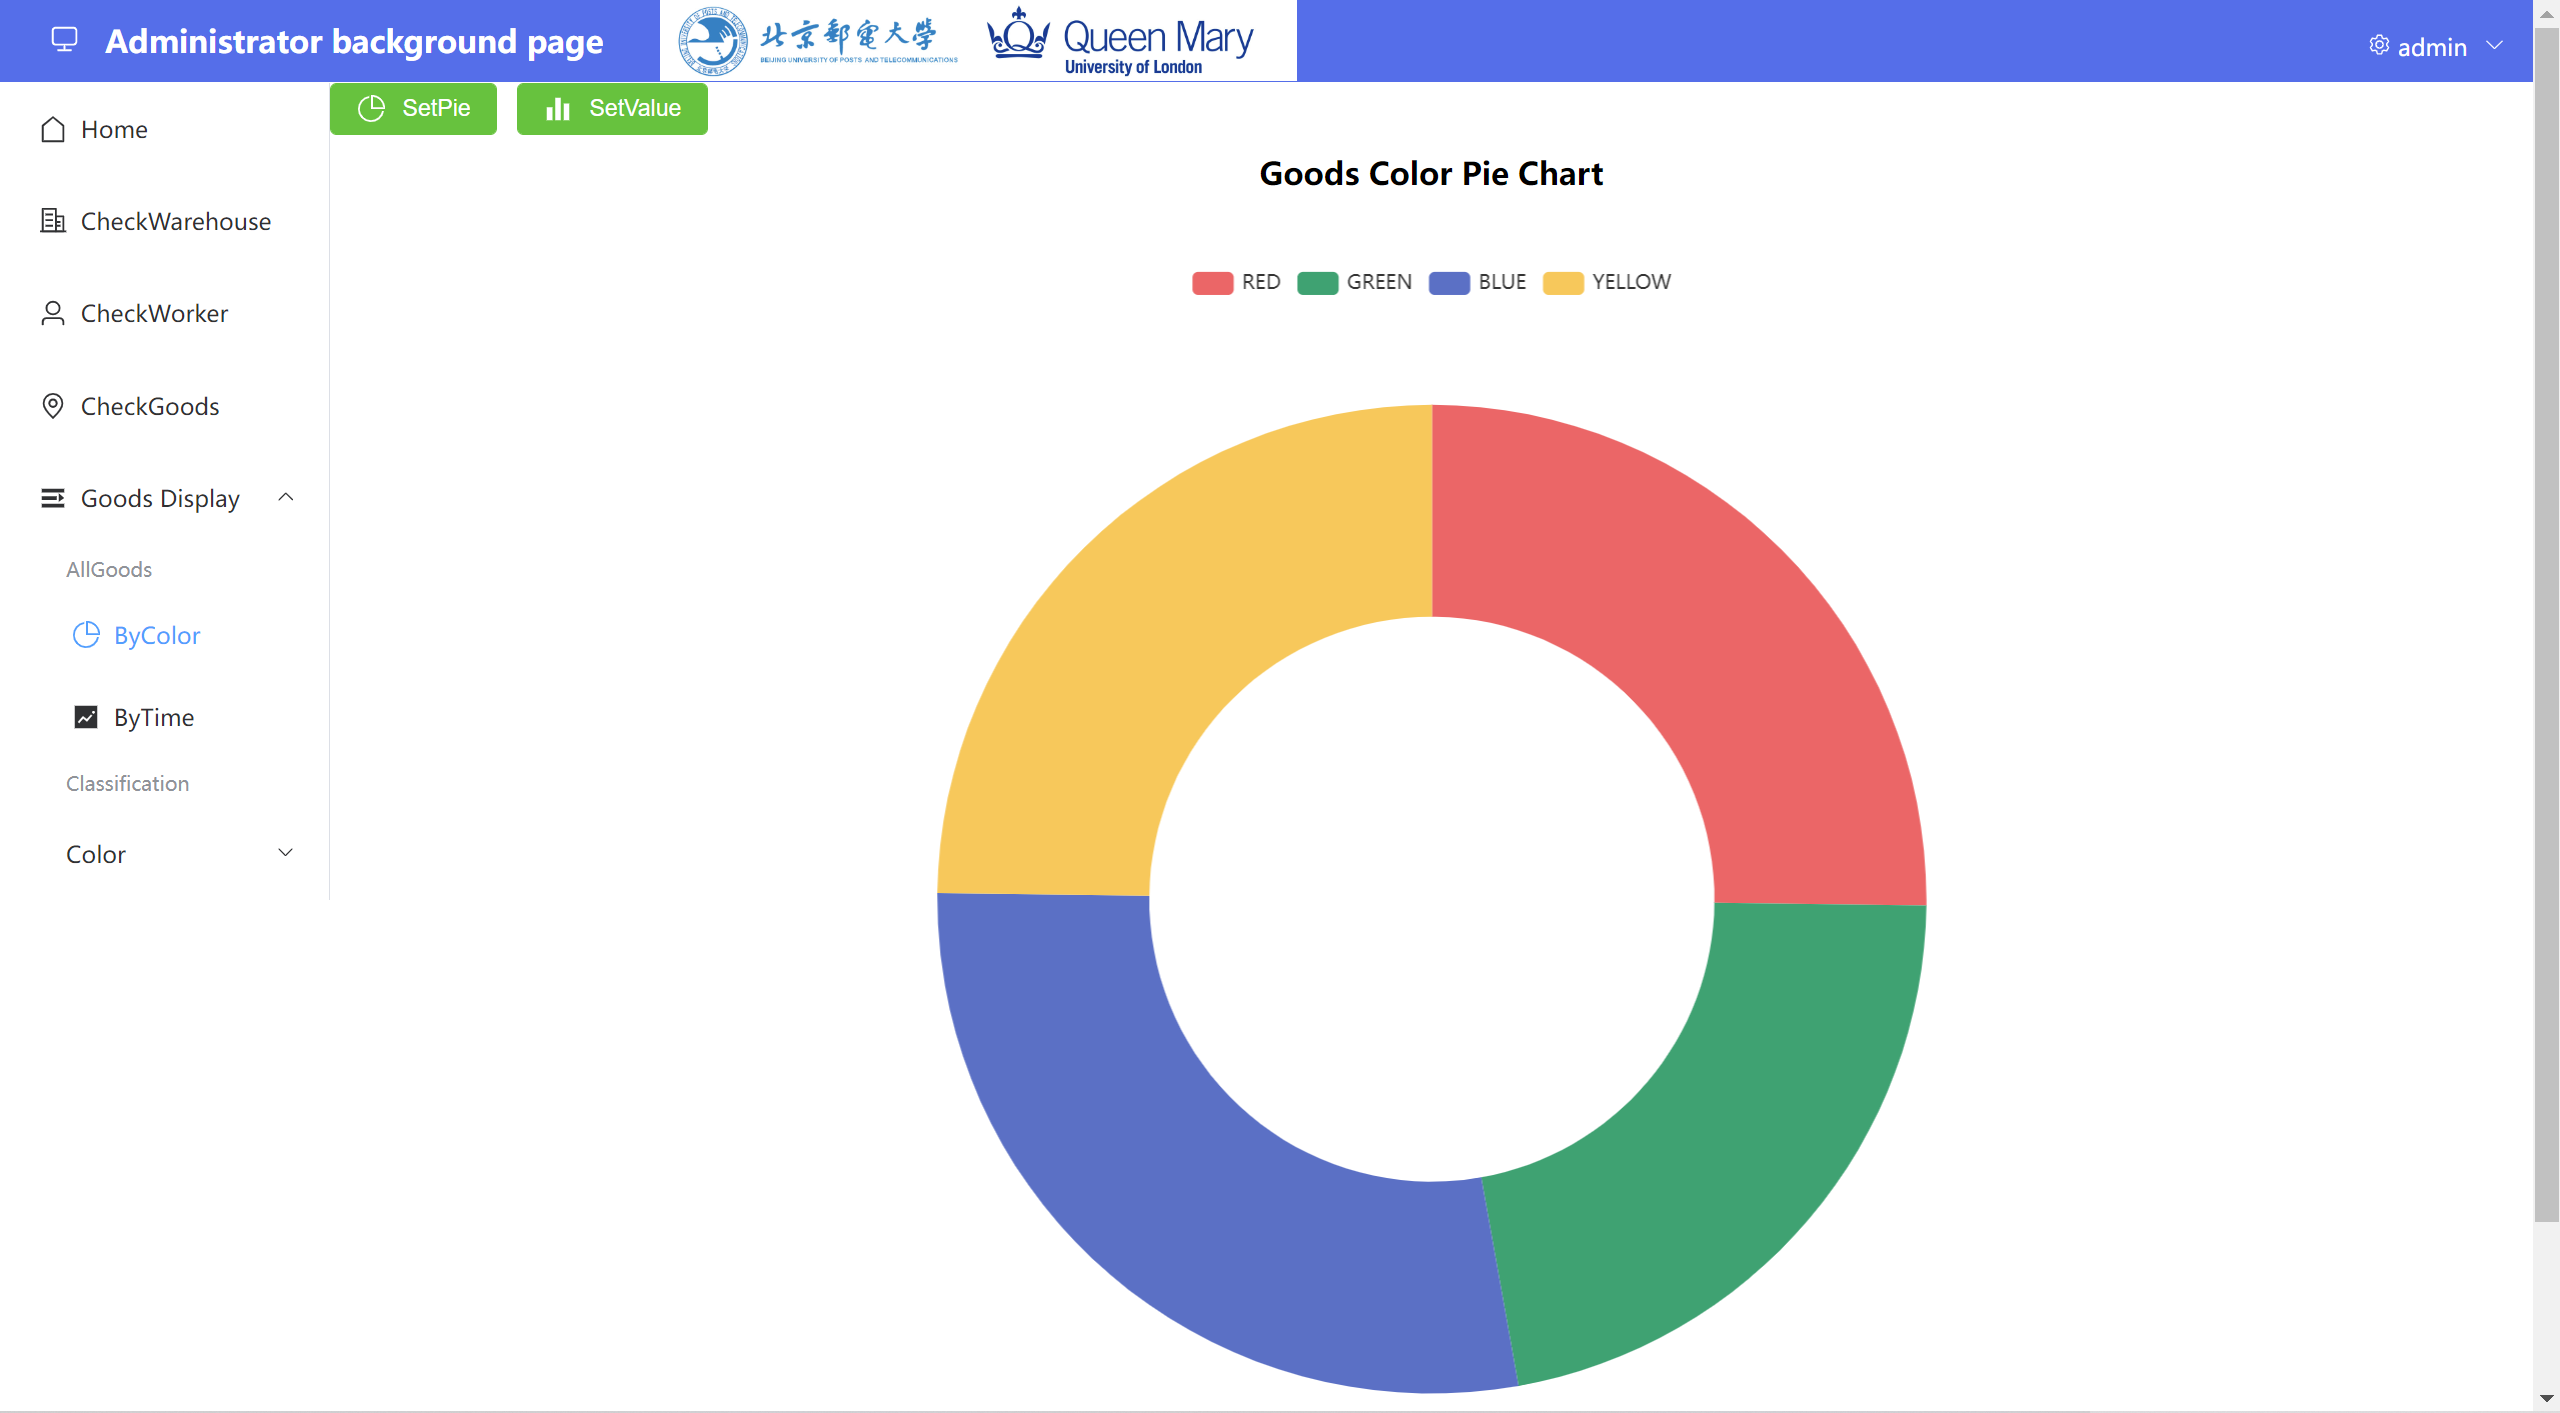 Administrator background page
北京郵電大學
BEIJING UNIVERSITY OF POSTS AND TELECOMMUNICATIONS
Queen Mary
University of London
admin
Home
CheckWarehouse
CheckWorker
CheckGoods
Goods Display
AllGoods
ByColor
ByTime
Classification
Color
SetPie
SetValue
Goods Color Pie Chart
RED
GREEN
BLUE
YELLOW